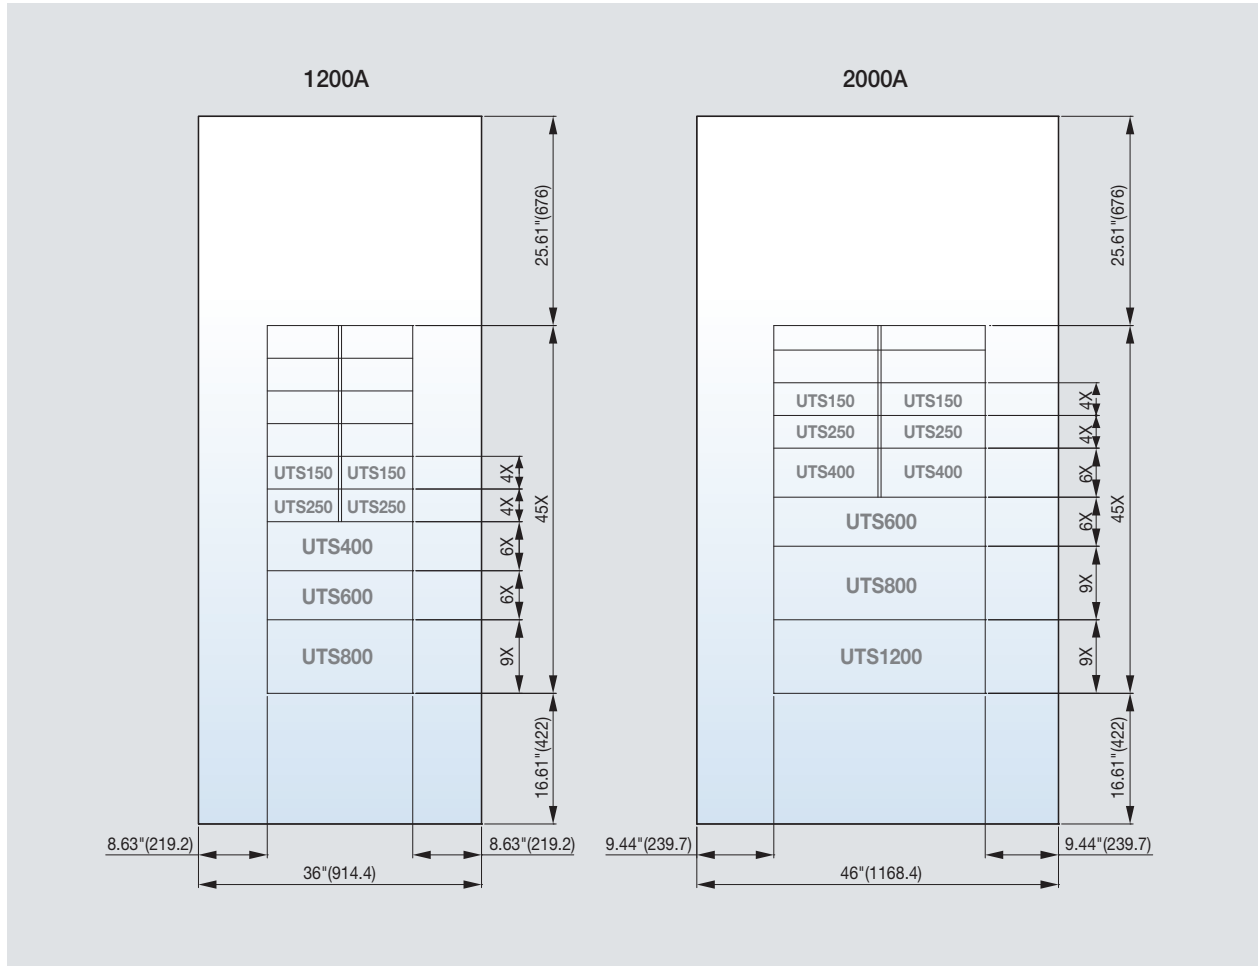 1200A
2000A
25.61"(676)
25.61"(676)
UTS150 UTS150 4X
UTS250 UTS250 4X
UTS400 6X
UTS600 6X
UTS800 9X
45X
16.61"(422)
UTS150 UTS150 4X
UTS250 UTS250 4X
UTS400 UTS400 6X
UTS600 6X
UTS800 9X
UTS1200 9X
45X
16.61"(422)
8.63"(219.2) 8.63"(219.2)
36"(914.4)
9.44"(239.7) 9.44"(239.7)
46"(1168.4)